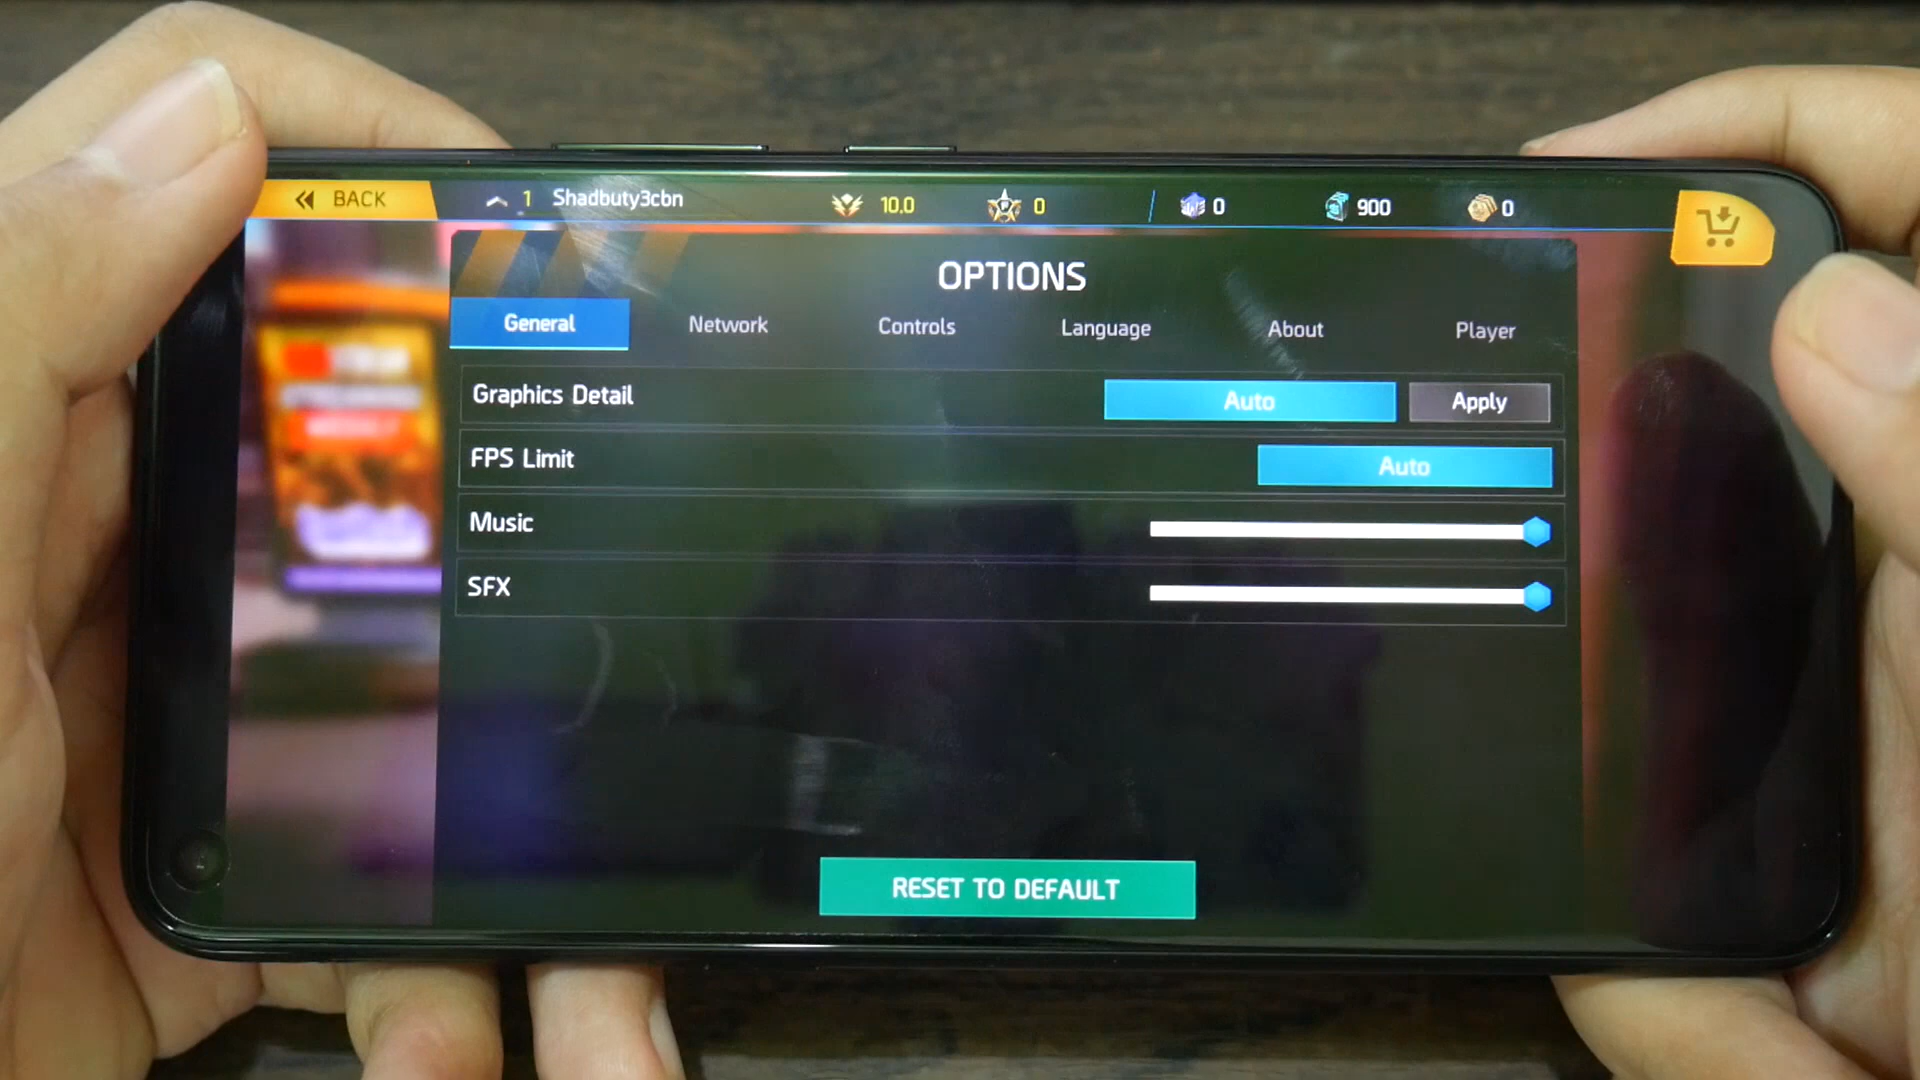 BACK 1 Shadbuty3cbn 10.0 0 0 900 0
OPTIONS
General Network Controls Language About Player
Graphics Detail Auto Apply
FPS Limit Auto
Music
SFX
RESET TO DEFAULT